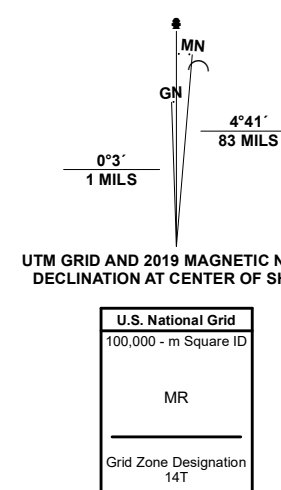 MN
GN
4°41´
83 MILS
0°3´
1 MILS
UTM GRID AND 2019 MAGNETIC N
DECLINATION AT CENTER OF SH
U.S. National Grid
100,000 - m Square ID
MR
Grid Zone Designation
14T